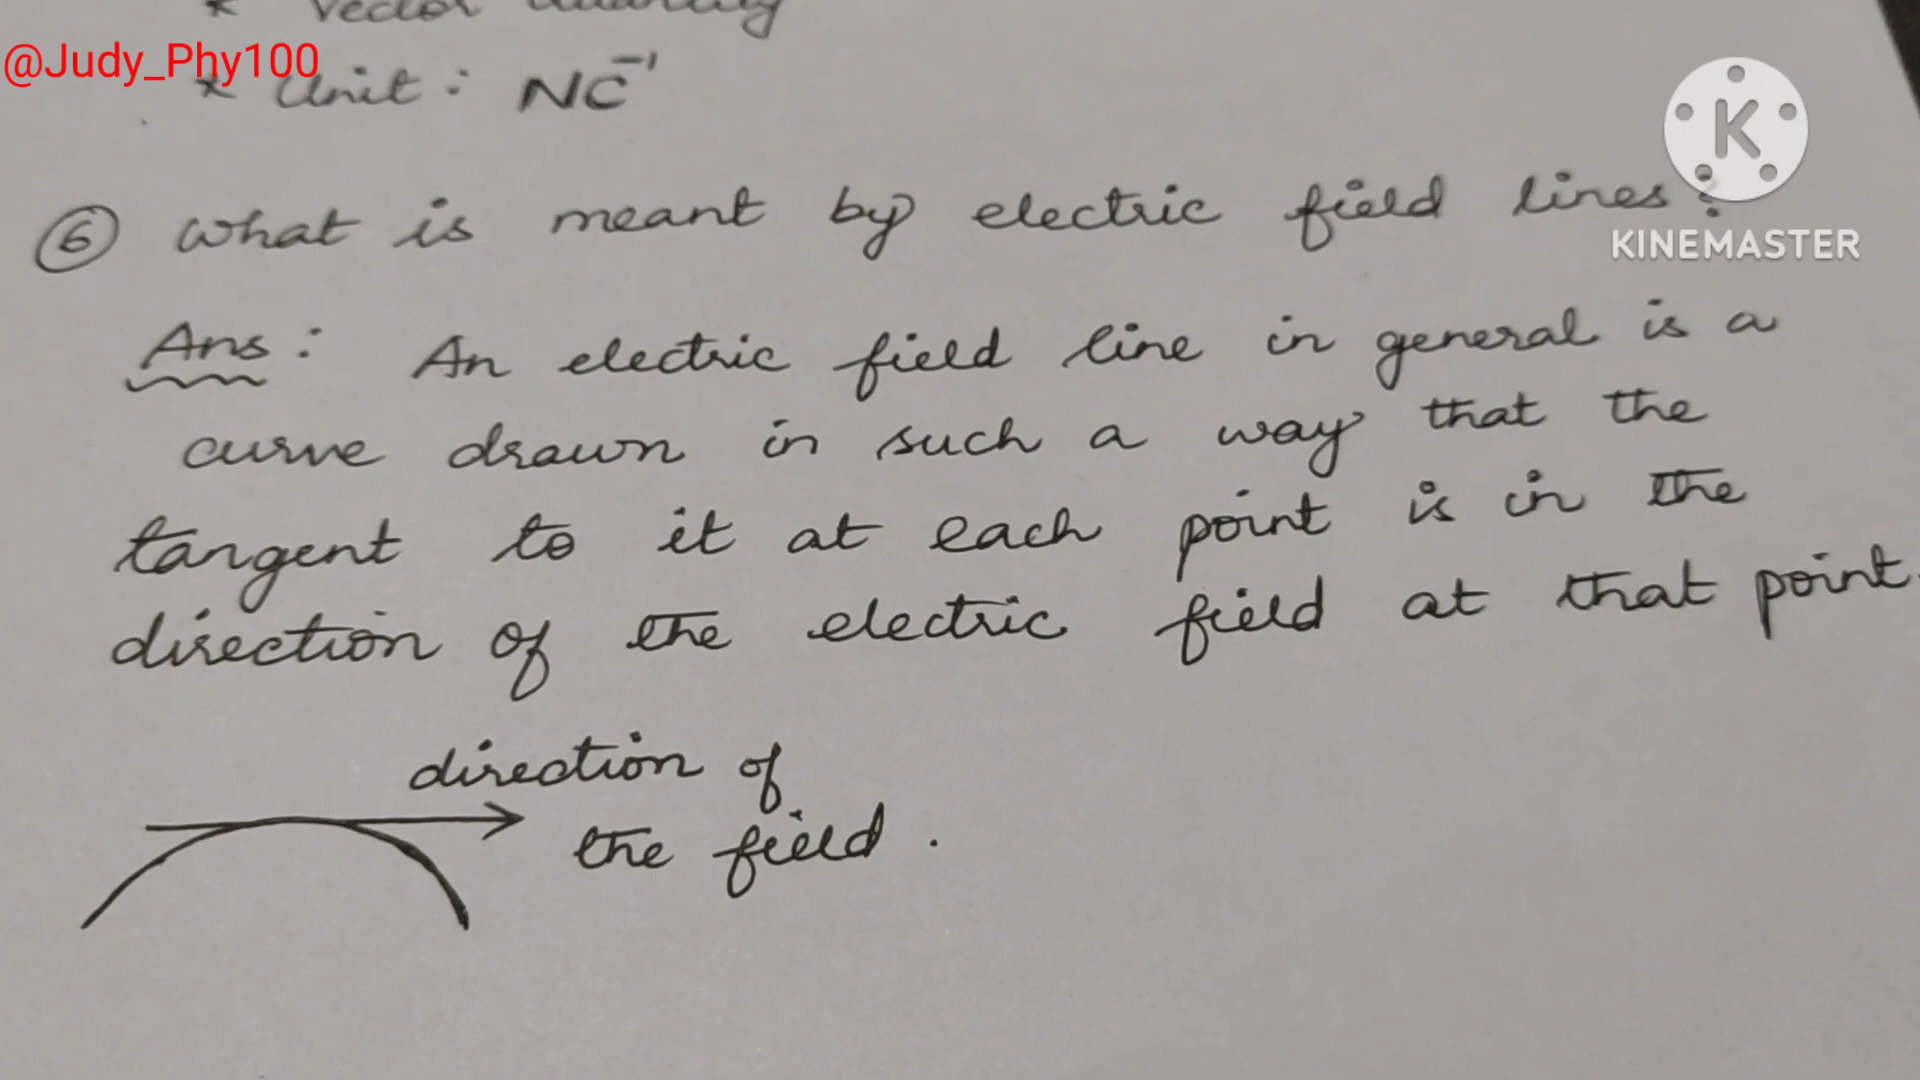 * Vector Quantity
@Judy_Phy100
* Unit : NC⁻¹
K
KINEMASTER
⑥ What is meant by electric field lines?
Ans : An electric field line in general is a
curve drawn in such a way that the
tangent to it at each point is in the
direction of the electric field at that point.
direction of
the field.